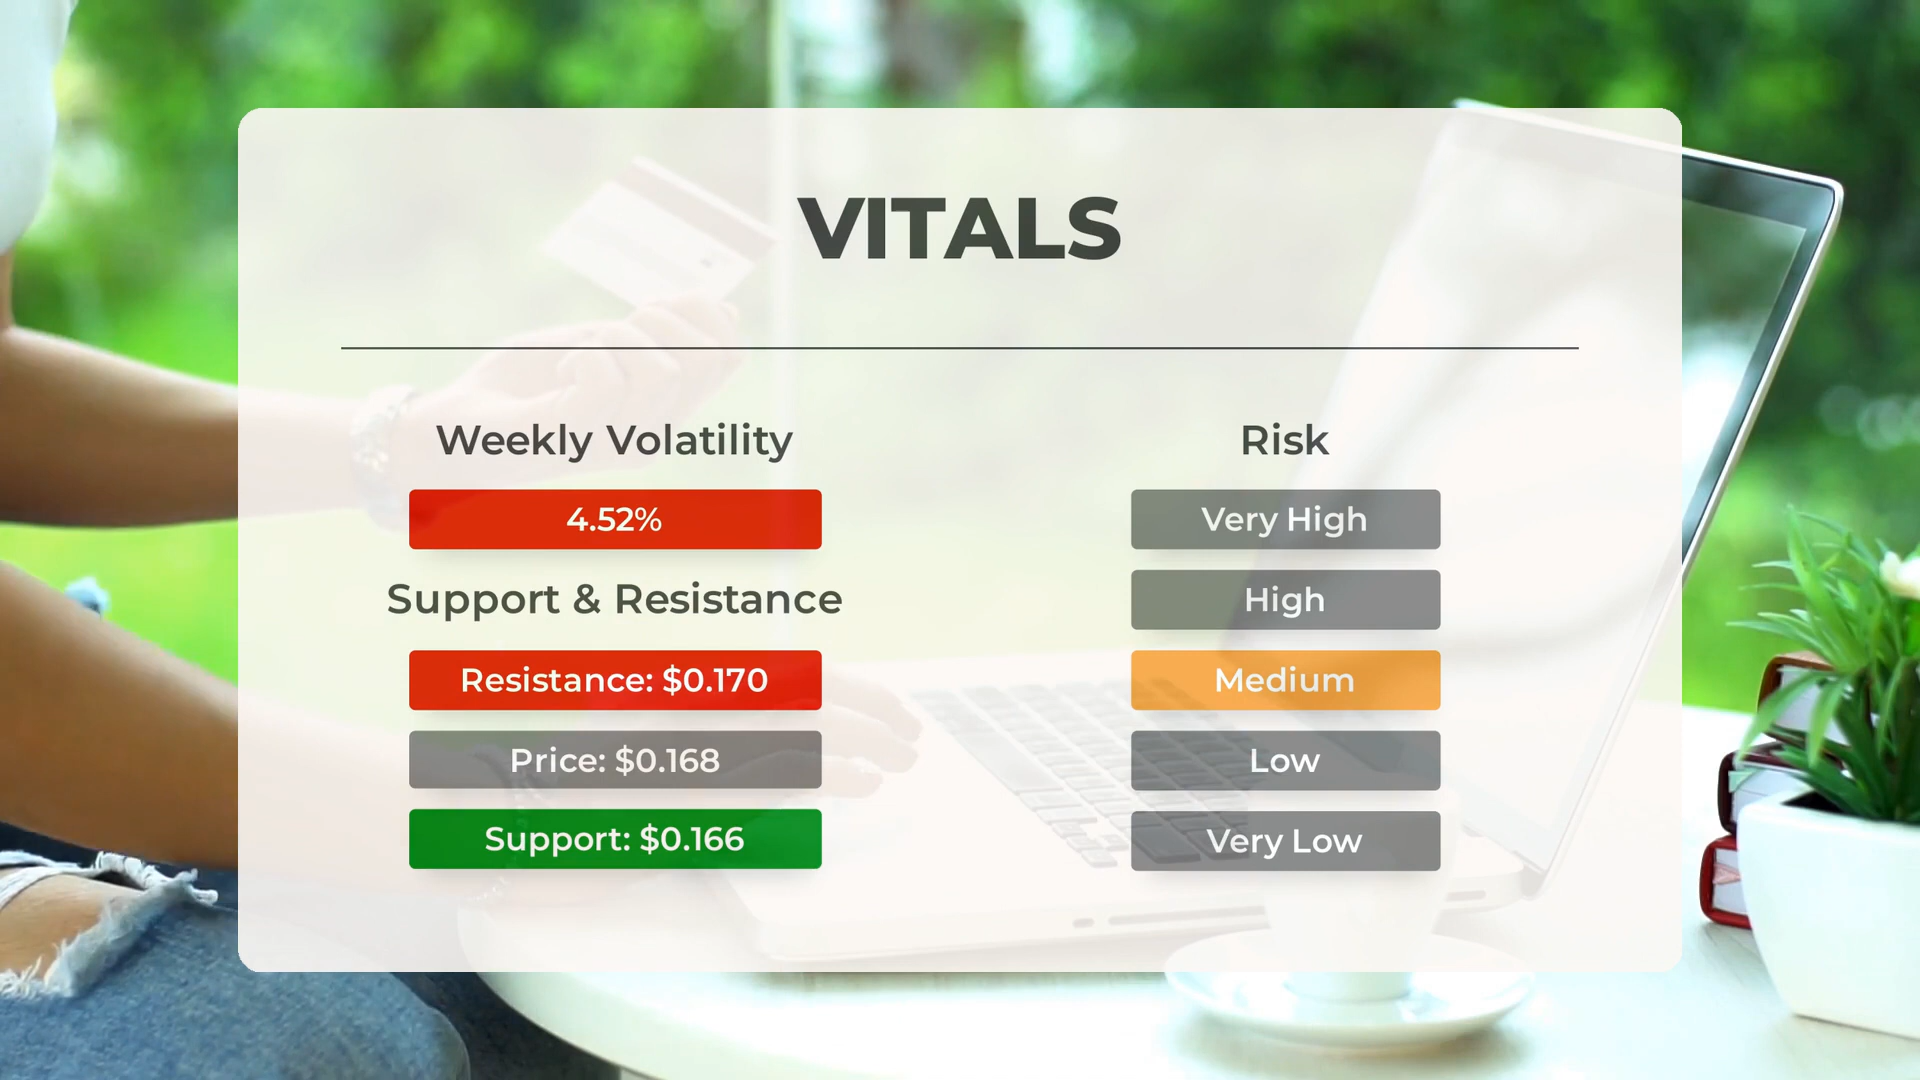 VITALS
Weekly Volatility
4.52%
Support & Resistance
Resistance: $0.170
Price: $0.168
Support: $0.166
Risk
Very High
High
Medium
Low
Very Low